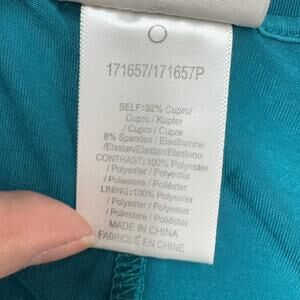 171657/171657P
SELF: 92% Cupro/
Cupro / Kupfer
/ Cupro / Cupre
8% Spandex / Elasthanne
/Elastan/Elastan/Elastano
CONTRAST: 100% Polyester
/ Polyester / Polyester
/ Poliestere / Poliéster
LINING: 100% Polyester
/ Polyester / Polyester
/ Poliestere / Poliéster
MADE IN CHINA
FABRIQUÉ EN CHINE